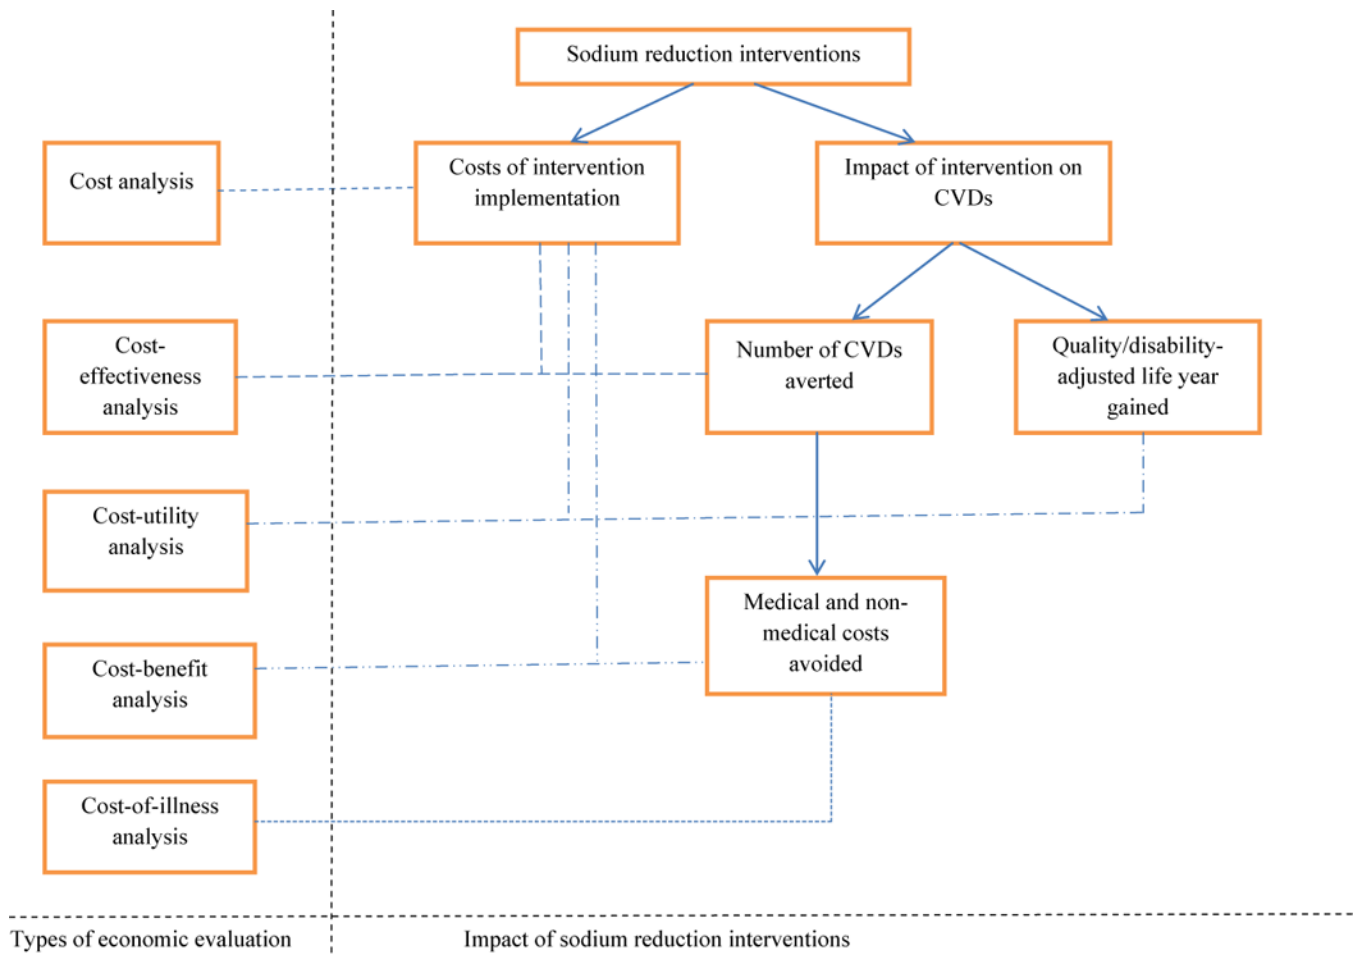 Sodium reduction interventions
Cost analysis
Costs of intervention
implementation
Impact of intervention on
CVDs
Cost-
effectiveness
analysis
Number of CVDs
averted
Quality/disability-
adjusted life year
gained
Cost-utility
analysis
Medical and non-
medical costs
avoided
Cost-benefit
analysis
Cost-of-illness
analysis
Types of economic evaluation
Impact of sodium reduction interventions